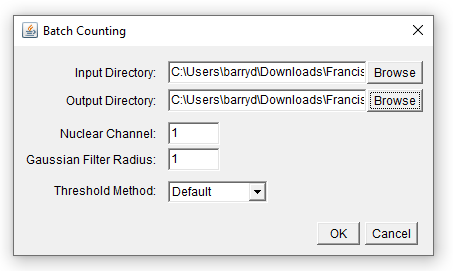 Batch Counting
Input Directory: C:\Users\barryd\Downloads\Francis Browse
Output Directory: C:\Users\barryd\Downloads\Francis Browse
Nuclear Channel: 1
Gaussian Filter Radius: 1
Threshold Method: Default
OK Cancel